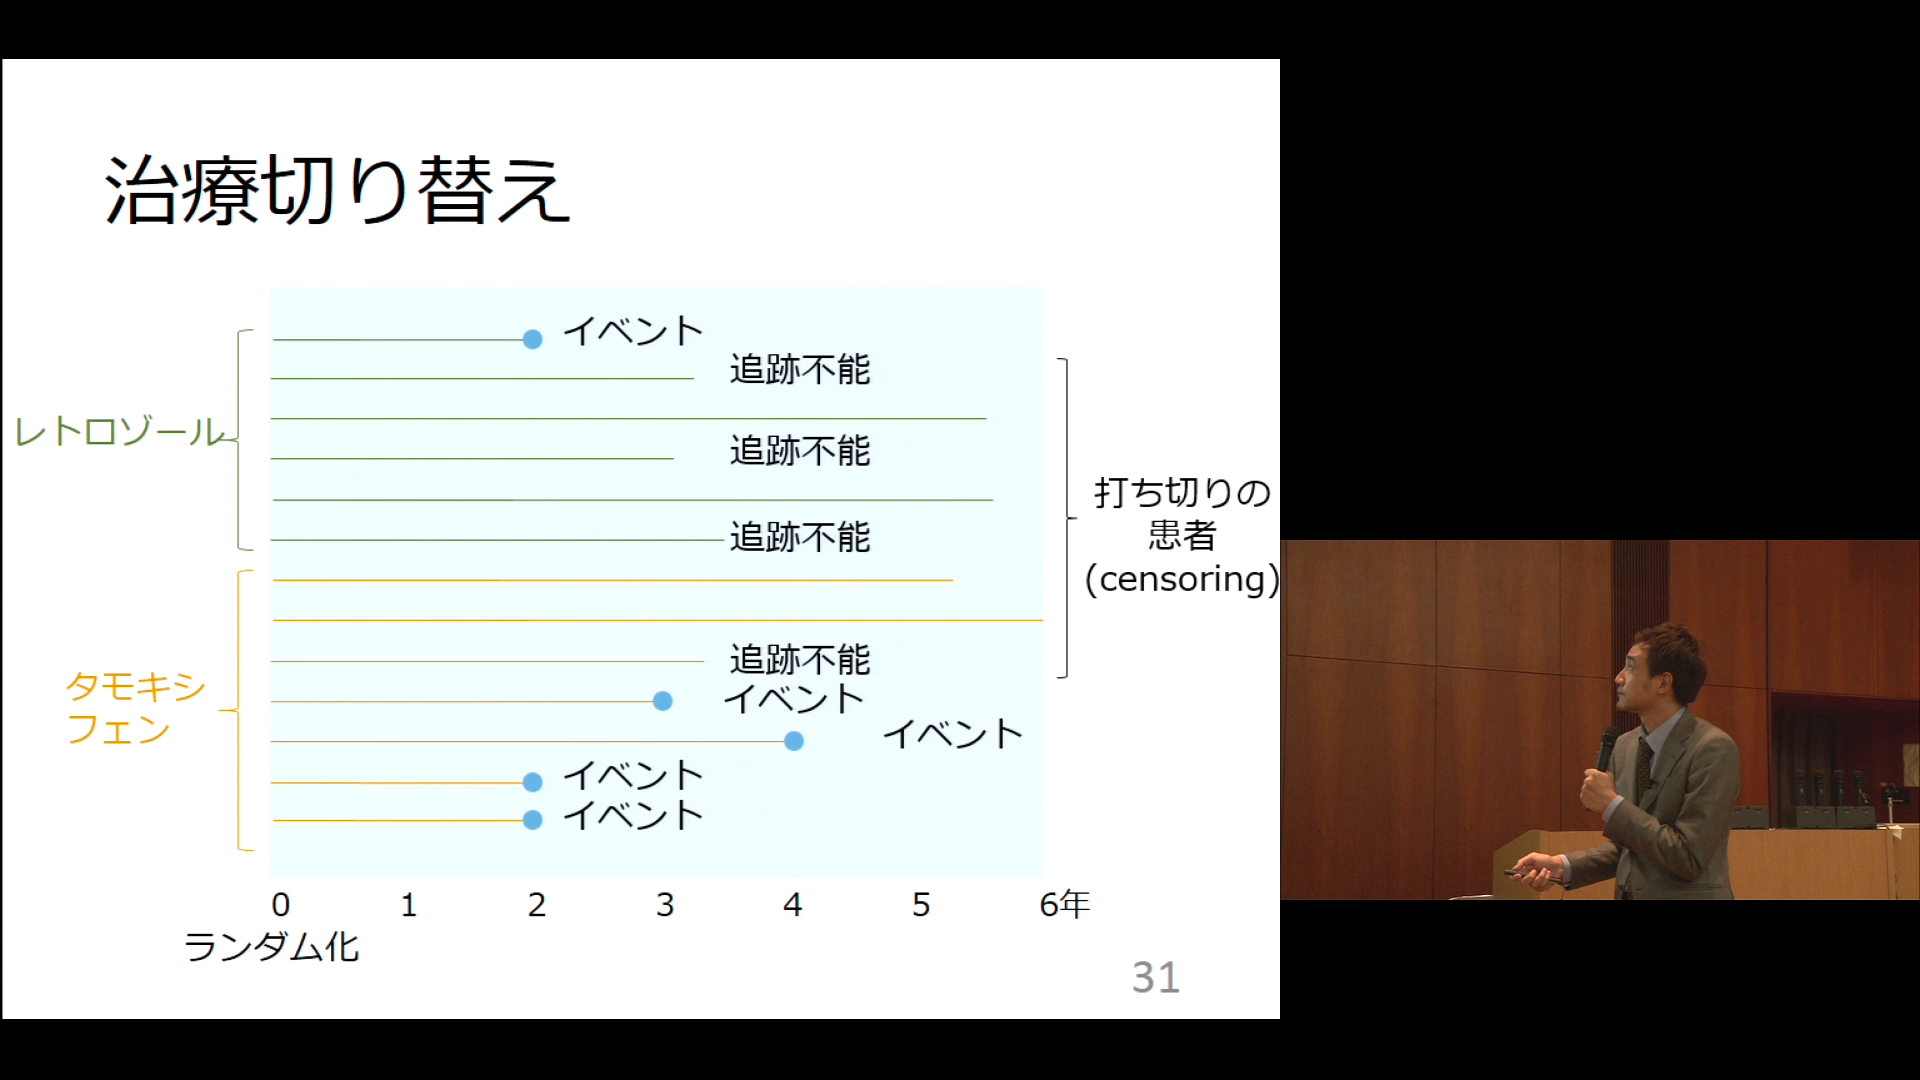 治療切り替え
イベント
追跡不能
レトロゾール
追跡不能
打ち切りの
患者
(censoring)
追跡不能
追跡不能
タモキシ
フェン
イベント
イベント
イベント
イベント
0 1 2 3 4 5 6年
ランダム化
31